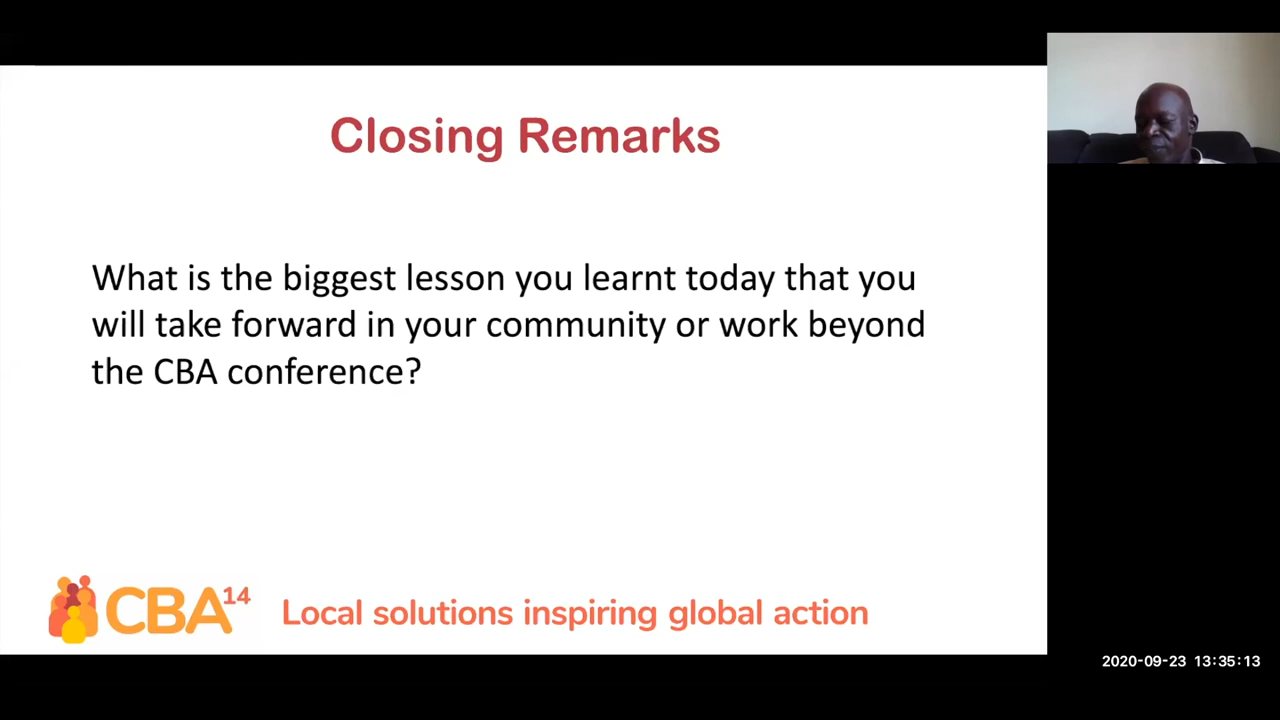 Closing Remarks
What is the biggest lesson you learnt today that you
will take forward in your community or work beyond
the CBA conference?
CBA14
Local solutions inspiring global action
2020-09-23 13:35:13